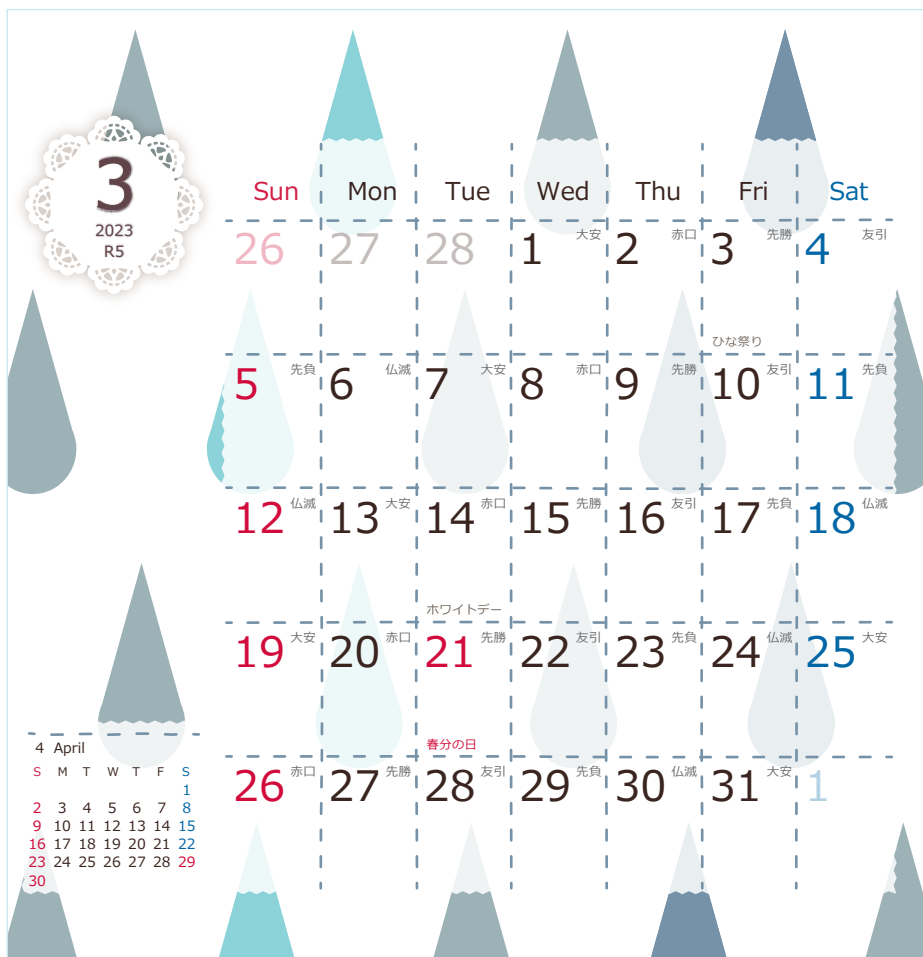 3
2023
R5
Sun Mon Tue Wed Thu Fri Sat
26 27 28 1 大安 2 赤口 3 先勝 4 友引
ひな祭り
5 先負 6 仏滅 7 大安 8 赤口 9 先勝 10 友引 11 先負
12 仏滅 13 大安 14 赤口 15 先勝 16 友引 17 先負 18 仏滅
ホワイトデー
19 大安 20 赤口 21 先勝 22 友引 23 先負 24 仏滅 25 大安
春分の日
26 赤口 27 先勝 28 友引 29 先負 30 仏滅 31 大安 1
4 April
S M T W T F S
1
2 3 4 5 6 7 8
9 10 11 12 13 14 15
16 17 18 19 20 21 22
23 24 25 26 27 28 29
30